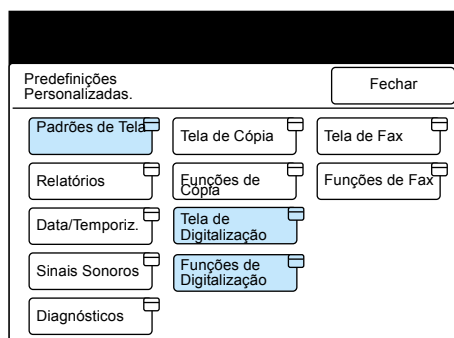 Predefinições
Personalizadas.
Fechar
Padrões de Tela
Tela de Cópia
Tela de Fax
Relatórios
Funções de
Cópia
Funções de Fax
Data/Temporiz.
Tela de
Digitalização
Sinais Sonoros
Funções de
Digitalização
Diagnósticos